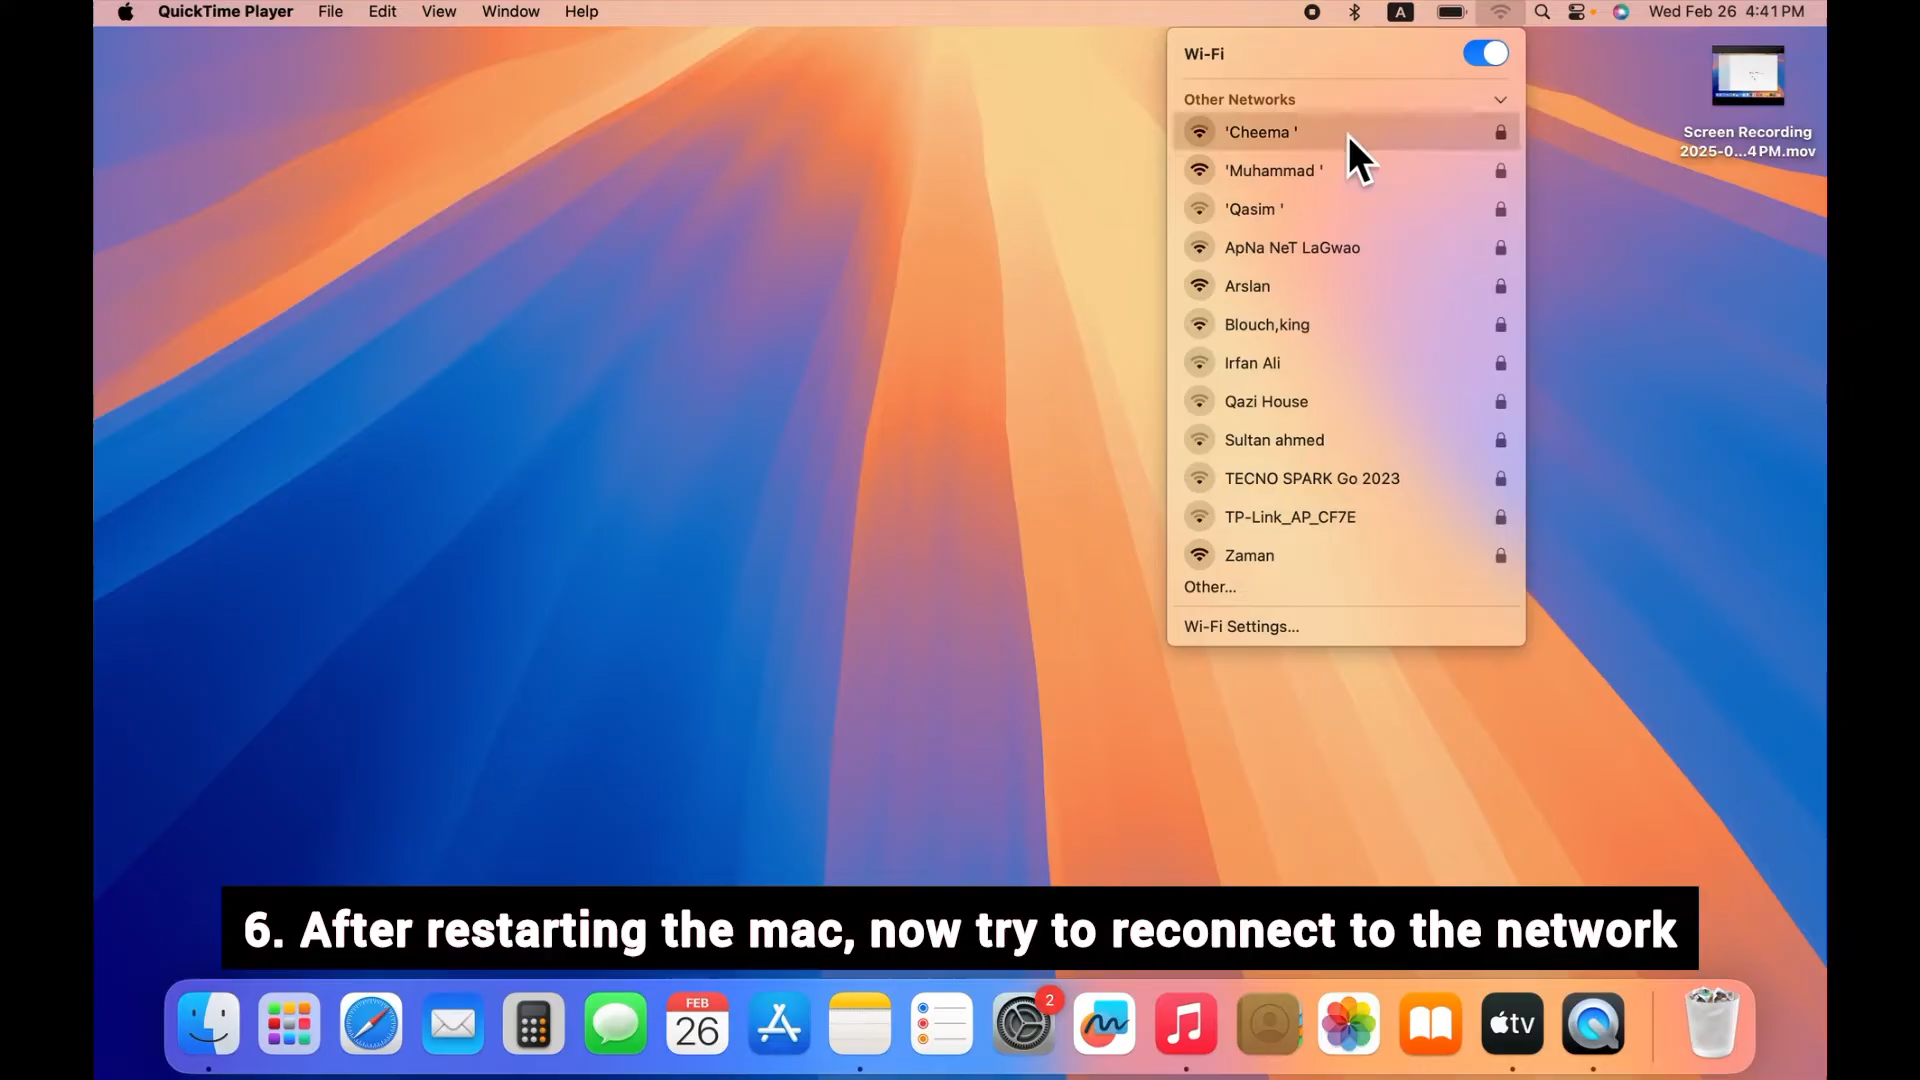 QuickTime Player File Edit View Window Help A Wed Feb 26 4:41 PM
Wi-Fi
Other Networks
'Cheema '
'Muhammad '
'Qasim '
ApNa NeT LaGwao
Arslan
Blouch,king
Irfan Ali
Qazi House
Sultan ahmed
TECNO SPARK Go 2023
TP-Link_AP_CF7E
Zaman
Other...
Wi-Fi Settings...
Screen Recording
2025-0...4 PM.mov
6. After restarting the mac, now try to reconnect to the network
FEB
26
2
tv